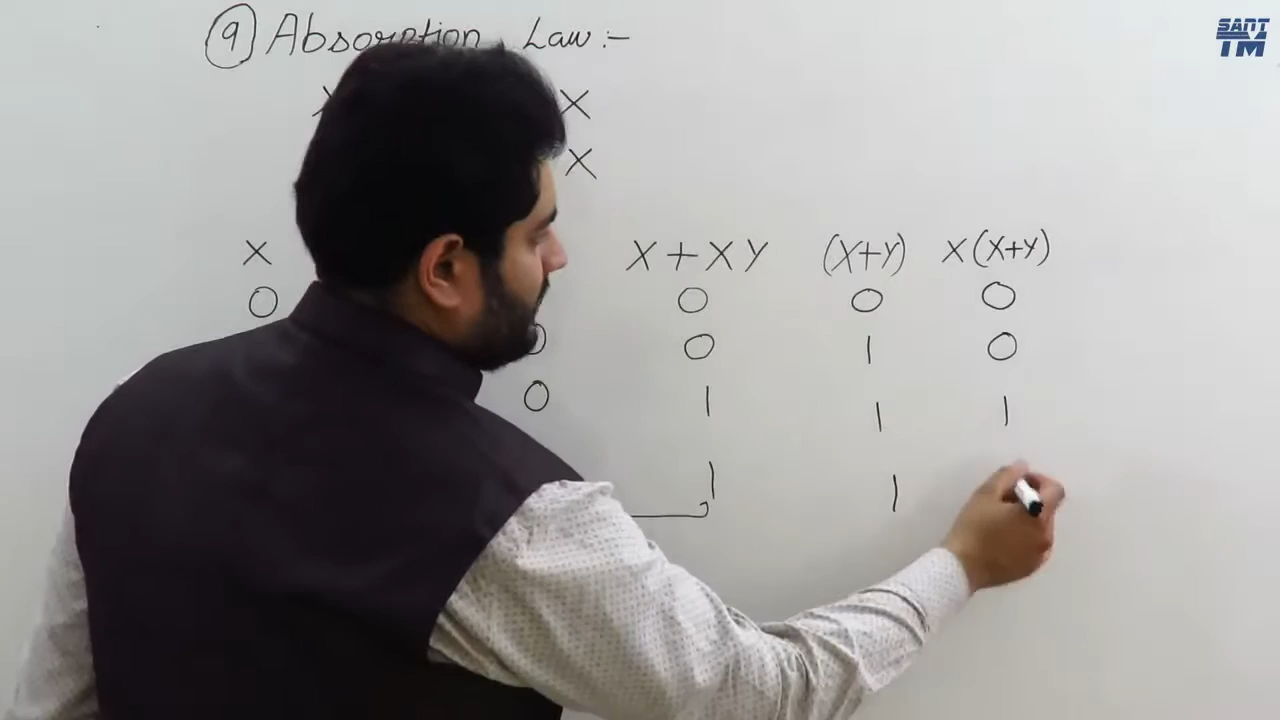 SANT
TM
(9) Absorption Law :-
X
X
X X + X Y (X+Y) X(X+Y)
0 0 0 0
0 0 1 0
0 1 1 1
1 1